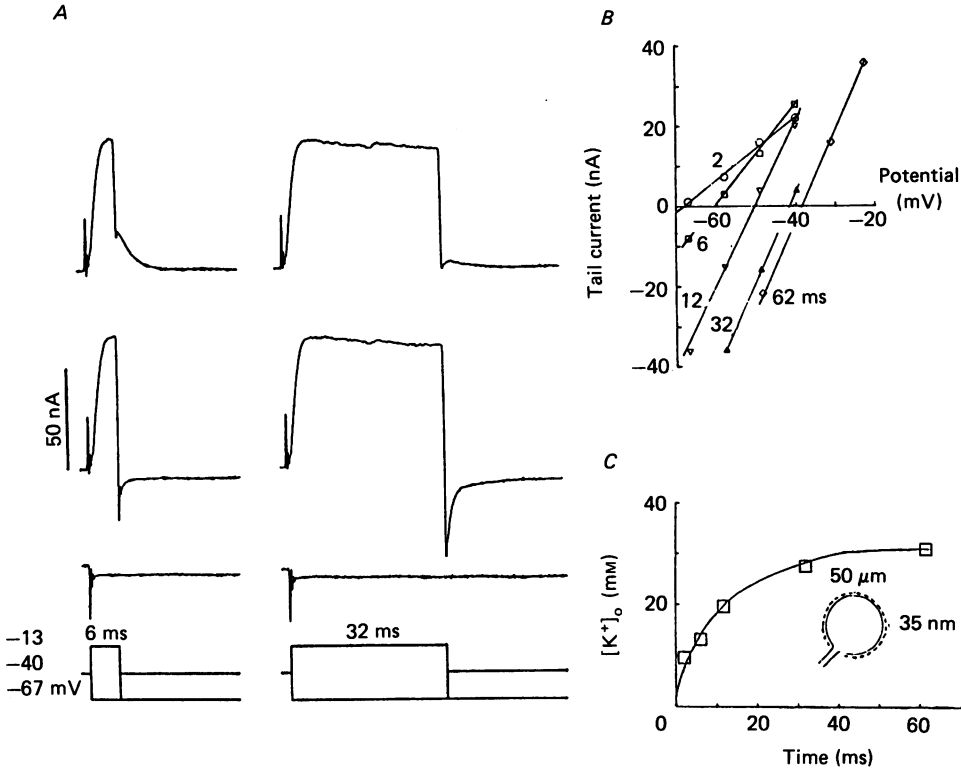 A
50 nA
6 ms
32 ms
−13
−40
−67 mV
B
Tail current (nA)
40
20
0
−20
−40
−60
−40
−20
Potential
(mV)
2
6
12
32
62 ms
C
[K⁺]ₒ (mM)
40
20
0
20
40
60
50 μm
35 nm
Time (ms)